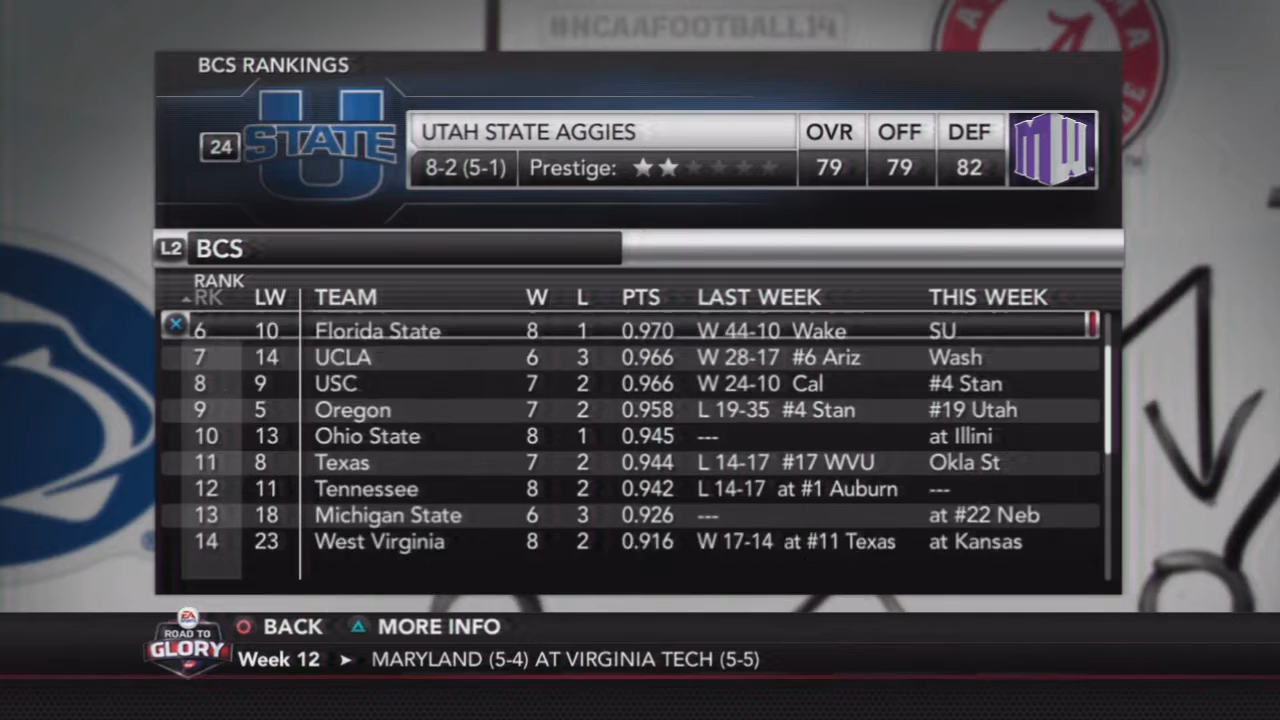 #NCAAFOOTBALL14
BCS RANKINGS
24 U STATE UTAH STATE AGGIES OVR OFF DEF MW
8-2 (5-1) Prestige: 79 79 82
L2 BCS
RANK
RK LW TEAM W L PTS LAST WEEK THIS WEEK
6 10 Florida State 8 1 0.970 W 44-10 Wake SU
7 14 UCLA 6 3 0.966 W 28-17 #6 Ariz Wash
8 9 USC 7 2 0.966 W 24-10 Cal #4 Stan
9 5 Oregon 7 2 0.958 L 19-35 #4 Stan #19 Utah
10 13 Ohio State 8 1 0.945 --- at Illini
11 8 Texas 7 2 0.944 L 14-17 #17 WVU Okla St
12 11 Tennessee 8 2 0.942 L 14-17 at #1 Auburn ---
13 18 Michigan State 6 3 0.926 --- at #22 Neb
14 23 West Virginia 8 2 0.916 W 17-14 at #11 Texas at Kansas
BACK MORE INFO
EA
ROAD TO
GLORY
Week 12 MARYLAND (5-4) AT VIRGINIA TECH (5-5)